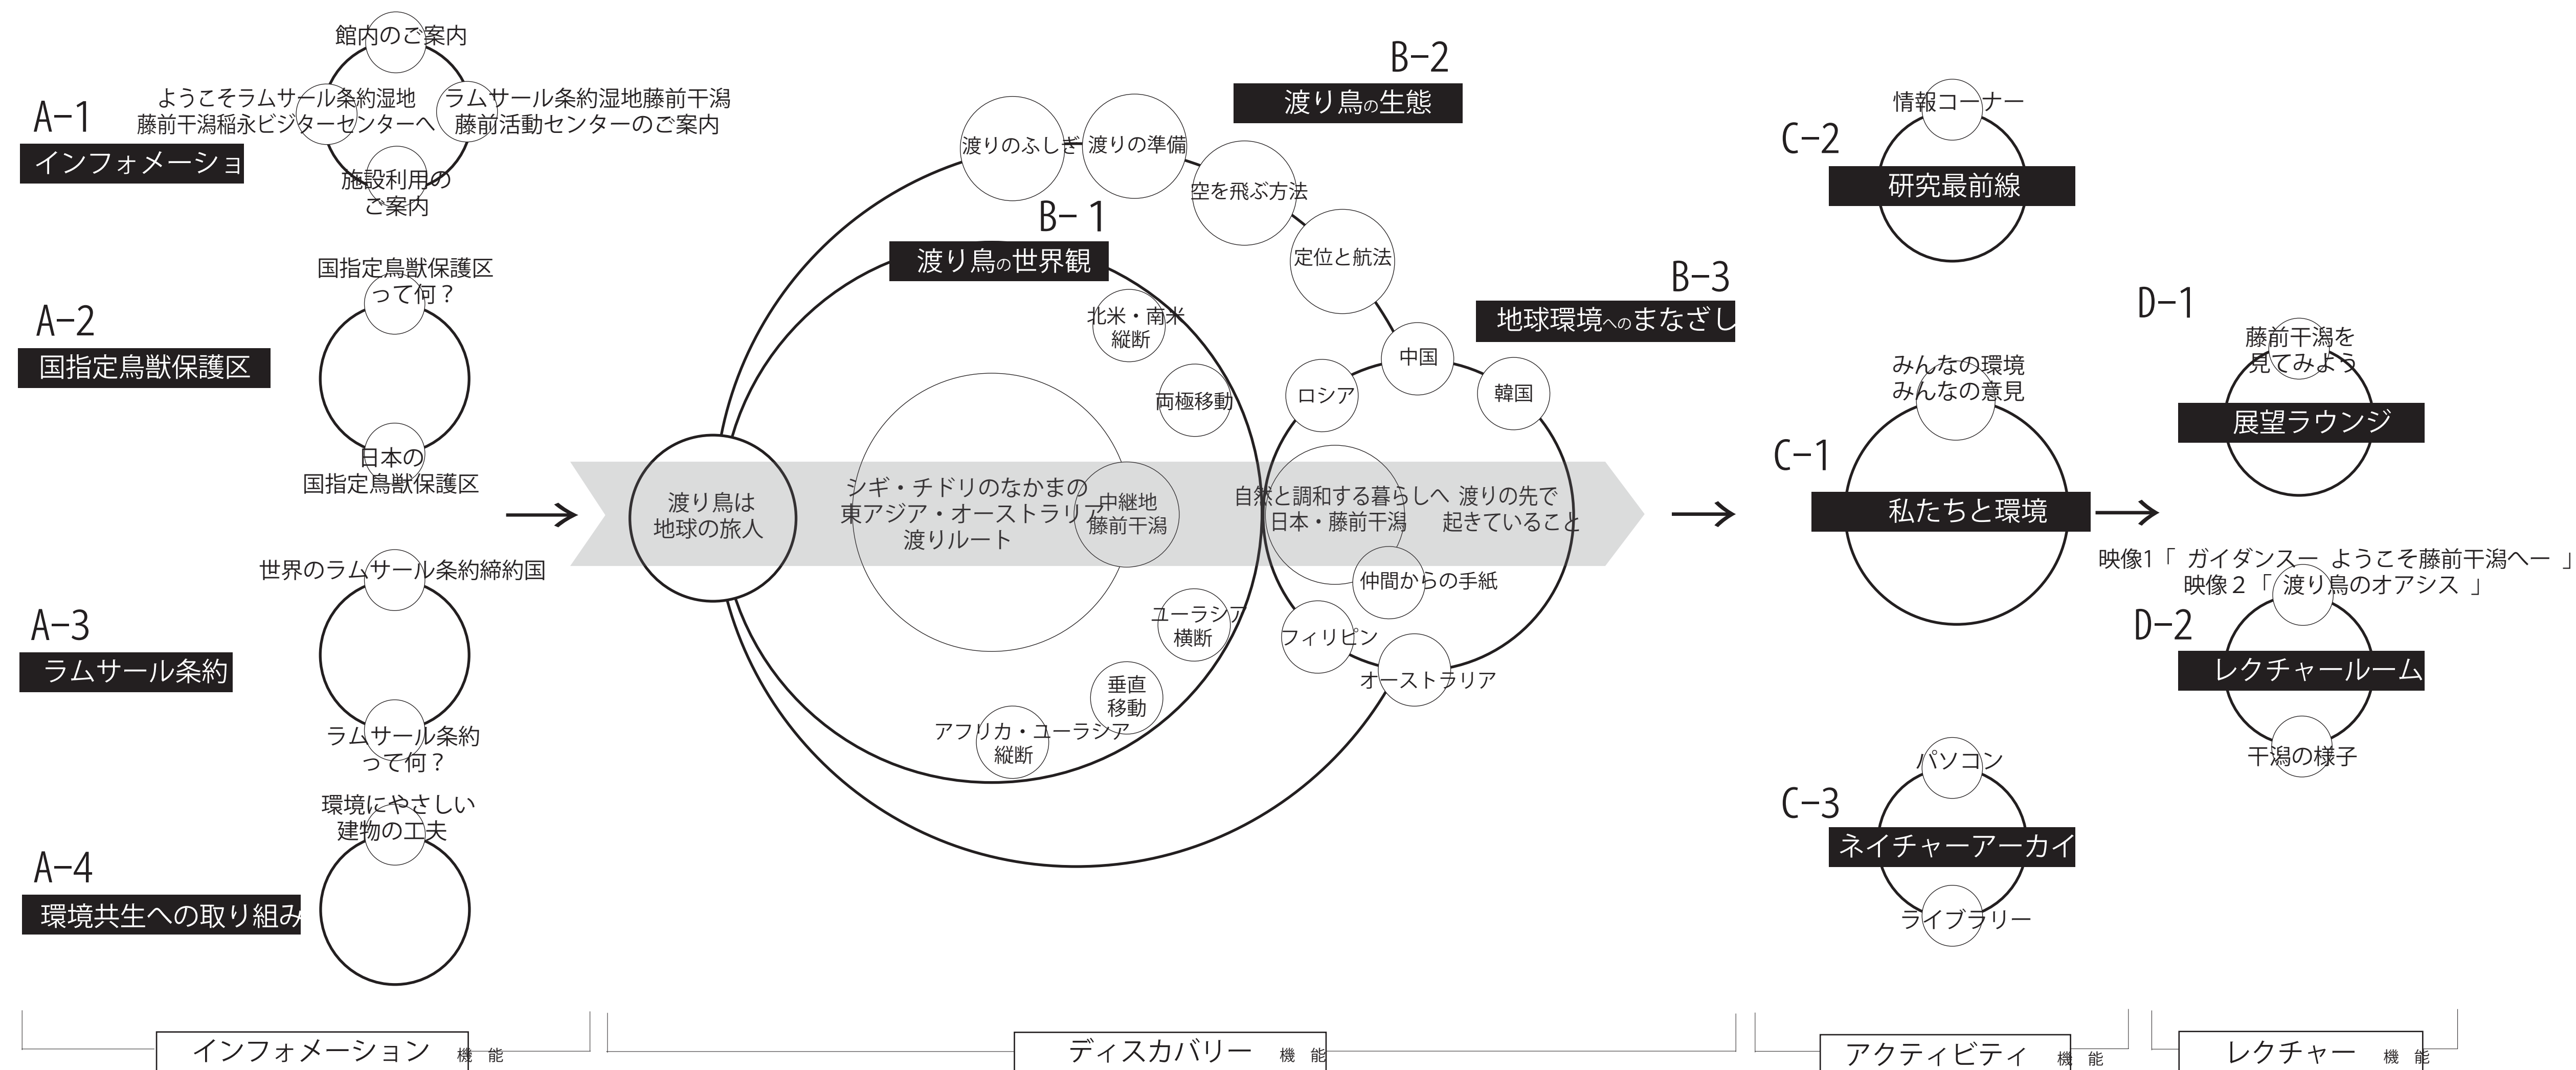 A−1
インフォメーショ
館内のご案内
ようこそラムサール条約湿地
藤前干潟稲永ビジターセンターへ
ラムサール条約湿地藤前干潟
藤前活動センターのご案内
施設利用の
ご案内
A−2
国指定鳥獣保護区
国指定鳥獣保護区
って何？
日本の
国指定鳥獣保護区
A−3
ラムサール条約
世界のラムサール条約締約国
ラムサール条約
って何？
A−4
環境共生への取り組み
環境にやさしい
建物の工夫
B−1
渡り鳥の世界観
渡り鳥は
地球の旅人
シギ・チドリのなかまの
東アジア・オーストラリア
渡りルート
中継地
藤前干潟
北米・南米
縦断
両極移動
ユーラシア
横断
垂直
移動
アフリカ・ユーラシア
縦断
B−2
渡り鳥の生態
渡りのふしぎ
渡りの準備
空を飛ぶ方法
定位と航法
B−3
地球環境へのまなざし
中国
ロシア
韓国
自然と調和する暮らしへ
日本・藤前干潟
渡りの先で
起きていること
仲間からの手紙
フィリピン
オーストラリア
C−2
研究最前線
情報コーナー
C−1
私たちと環境
みんなの環境
みんなの意見
C−3
ネイチャーアーカイ
パソコン
ライブラリー
D−1
展望ラウンジ
藤前干潟を
見てみよう
映像1「 ガイダンスー ようこそ藤前干潟へー 」
映像２「 渡り鳥のオアシス 」
D−2
レクチャールーム
干潟の様子
インフォメーション 機 能
ディスカバリー 機 能
アクティビティ 機 能
レクチャー 機 能